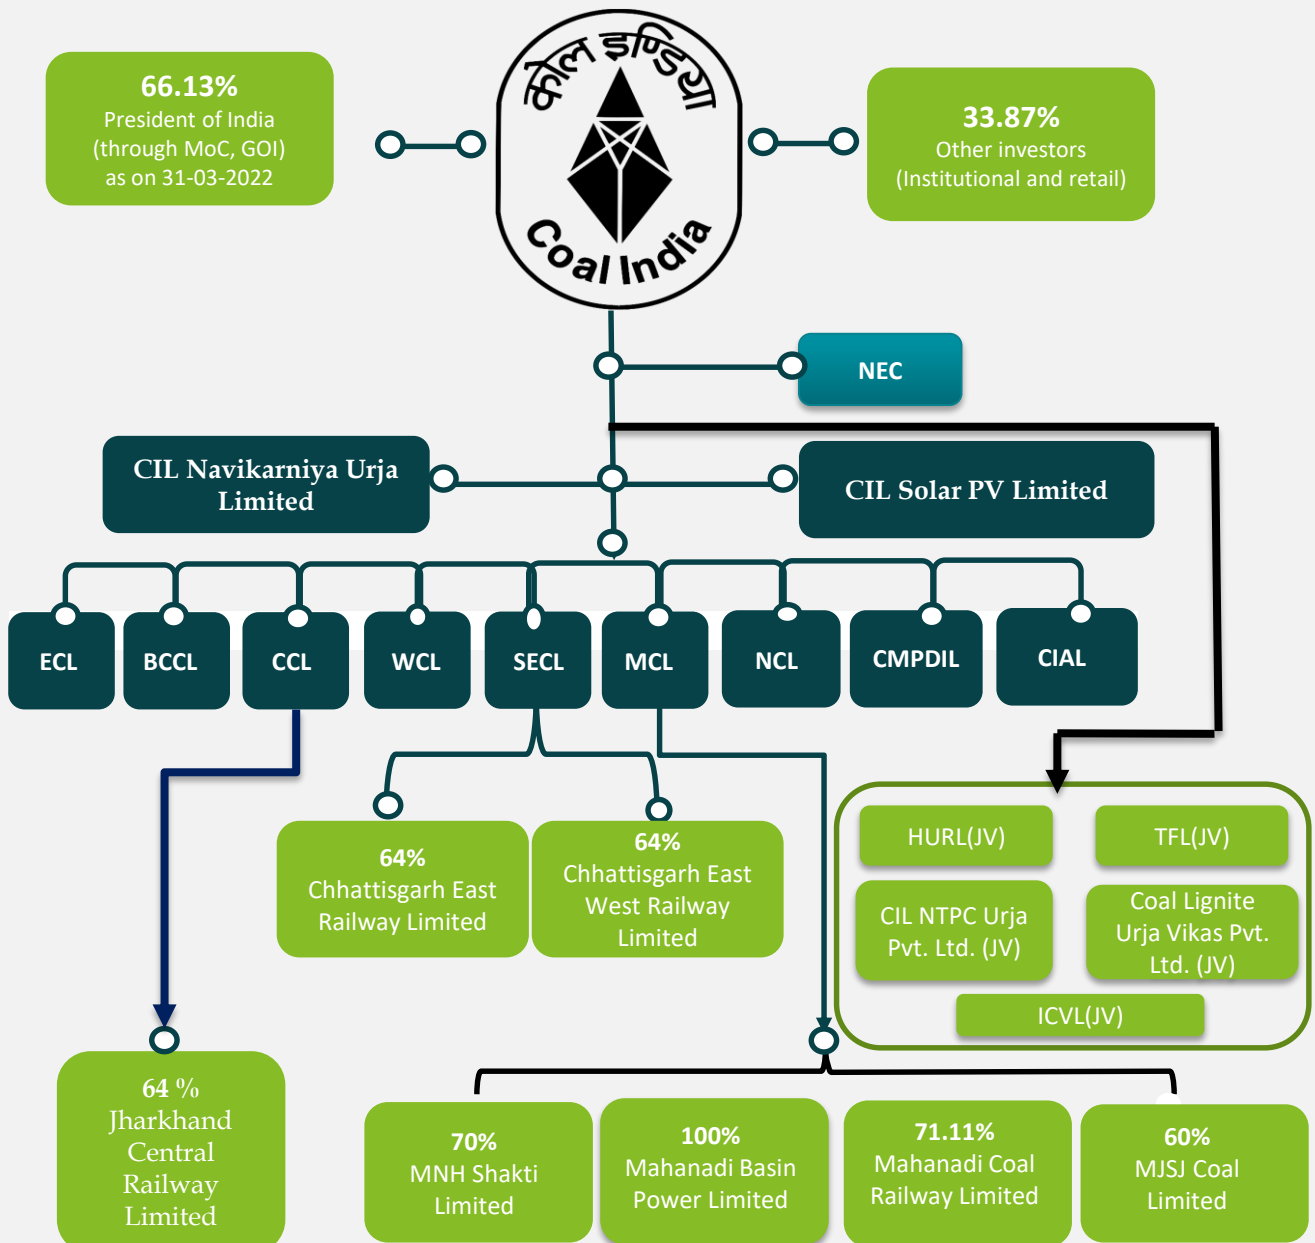 कोल इण्डिया
Coal India
66.13%
President of India
(through MoC, GOI)
as on 31-03-2022
33.87%
Other investors
(Institutional and retail)
NEC
CIL Navikarniya Urja
Limited
CIL Solar PV Limited
ECL
BCCL
CCL
WCL
SECL
MCL
NCL
CMPDIL
CIAL
64%
Chhattisgarh East
Railway Limited
64%
Chhattisgarh East
West Railway
Limited
HURL(JV)
TFL(JV)
CIL NTPC Urja
Pvt. Ltd. (JV)
Coal Lignite
Urja Vikas Pvt.
Ltd. (JV)
ICVL(JV)
64 %
Jharkhand
Central
Railway
Limited
70%
MNH Shakti
Limited
100%
Mahanadi Basin
Power Limited
71.11%
Mahanadi Coal
Railway Limited
60%
MJSJ Coal
Limited